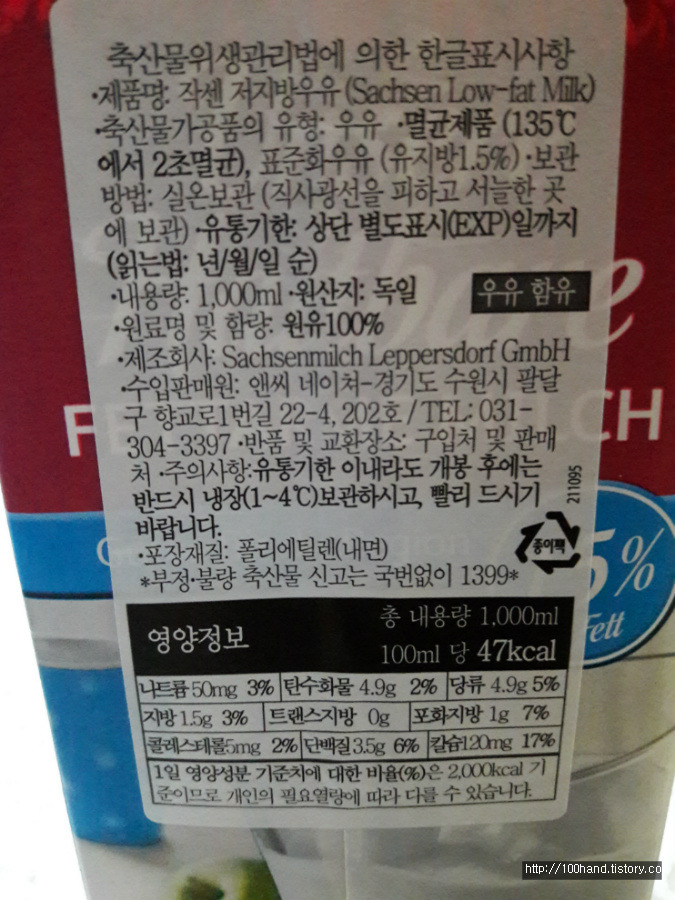 축산물위생관리법에 의한 한글표시사항
·제품명: 작센 저지방우유 (Sachsen Low-fat Milk)
·축산물가공품의 유형: 우유 ·멸균제품 (135℃
에서 2초멸균), 표준화우유 (유지방1.5%) ·보관
방법: 실온보관 (직사광선을 피하고 서늘한 곳
에 보관) ·유통기한: 상단 별도표시(EXP)일까지
(읽는법: 년/월/일 순)
·내용량: 1,000ml ·원산지: 독일 우유 함유
·원료명 및 함량: 원유100%
·제조회사: Sachsenmilch Leppersdorf GmbH
·수입판매원: 앤씨 네이쳐-경기도 수원시 팔달
구 향교로1번길 22-4, 202호 / TEL: 031-
304-3397 ·반품 및 교환장소: 구입처 및 판매
처 ·주의사항:유통기한 이내라도 개봉 후에는
반드시 냉장(1~4℃)보관하시고, 빨리 드시기
바랍니다.
211095
·포장재질: 폴리에틸렌(내면)
종이팩
*부정·불량 축산물 신고는 국번없이 1399*
5%
Fett
영양정보
총 내용량 1,000ml
100ml 당 47kcal
나트륨 50mg 3% 탄수화물 4.9g 2% 당류 4.9g 5%
지방 1.5g 3% 트랜스지방 0g 포화지방 1g 7%
콜레스테롤5mg 2% 단백질 3.5g 6% 칼슘120mg 17%
1일 영양성분 기준치에 대한 비율(%)은 2,000kcal 기
준이므로 개인의 필요열량에 따라 다를 수 있습니다.
http://100hand.tistory.co